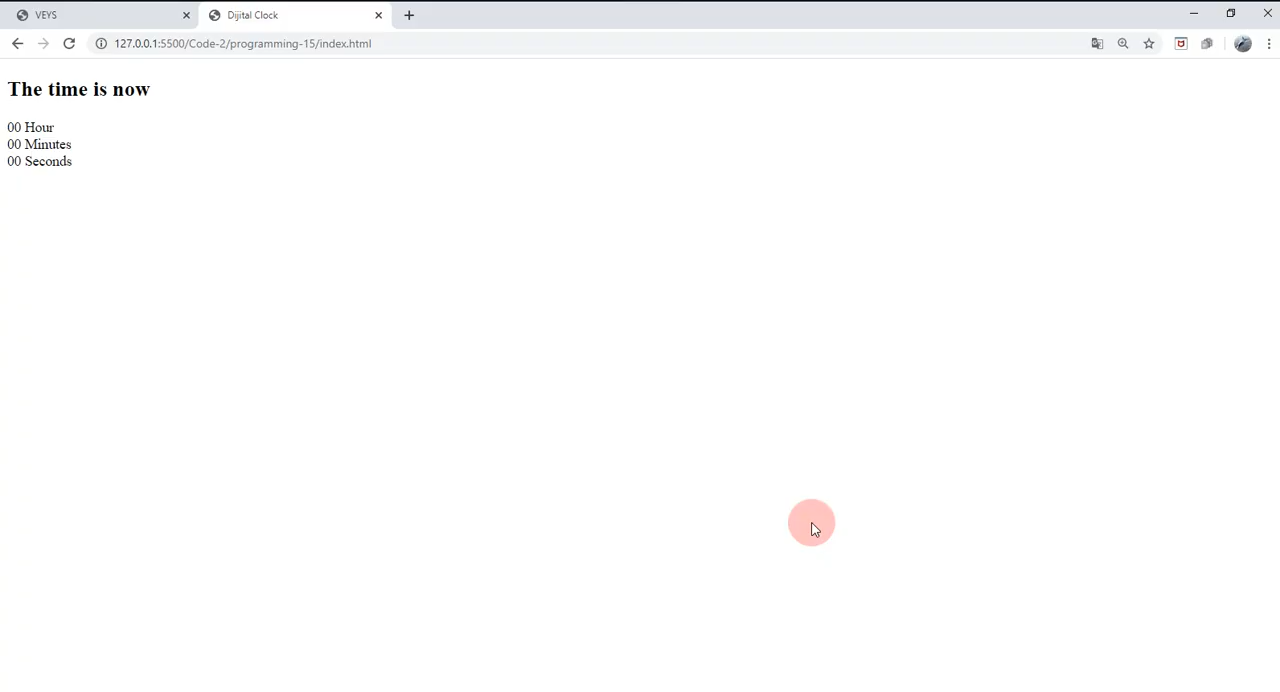 VEYS
Dijital Clock
127.0.0.1:5500/Code-2/programming-15/index.html
The time is now
00 Hour
00 Minutes
00 Seconds